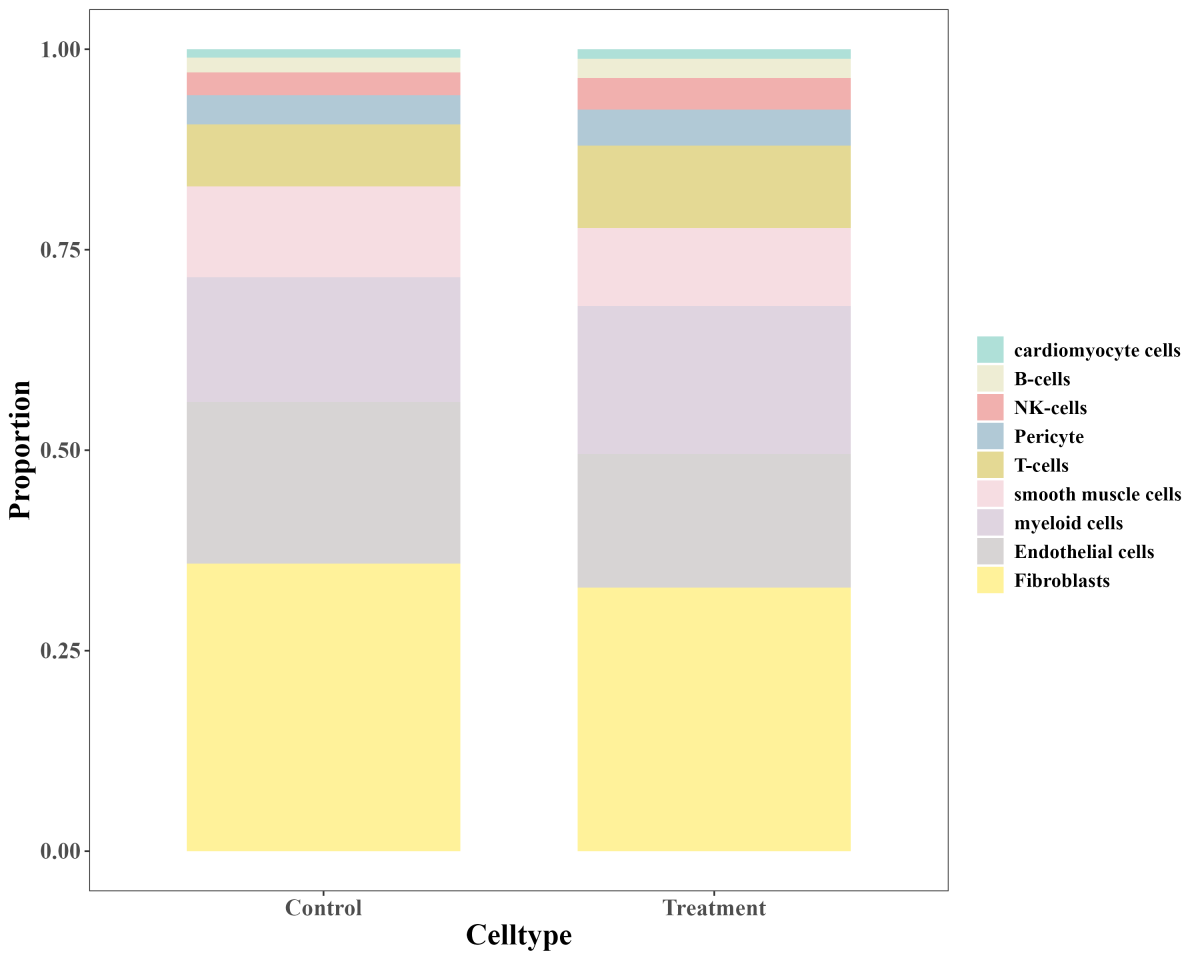 1.00
0.75
0.50
0.25
0.00
Proportion
Control
Treatment
Celltype
cardiomyocyte cells
B-cells
NK-cells
Pericyte
T-cells
smooth muscle cells
myeloid cells
Endothelial cells
Fibroblasts